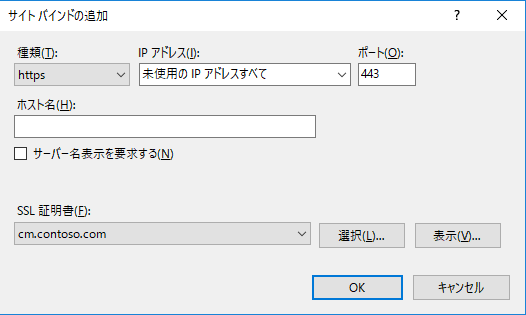 サイト バインドの追加
? ×
種類(T): IP アドレス(I): ポート(O):
https 未使用の IP アドレスすべて 443
ホスト名(H):
サーバー名表示を要求する(N)
SSL 証明書(F):
cm.contoso.com 選択(L)... 表示(V)...
OK キャンセル